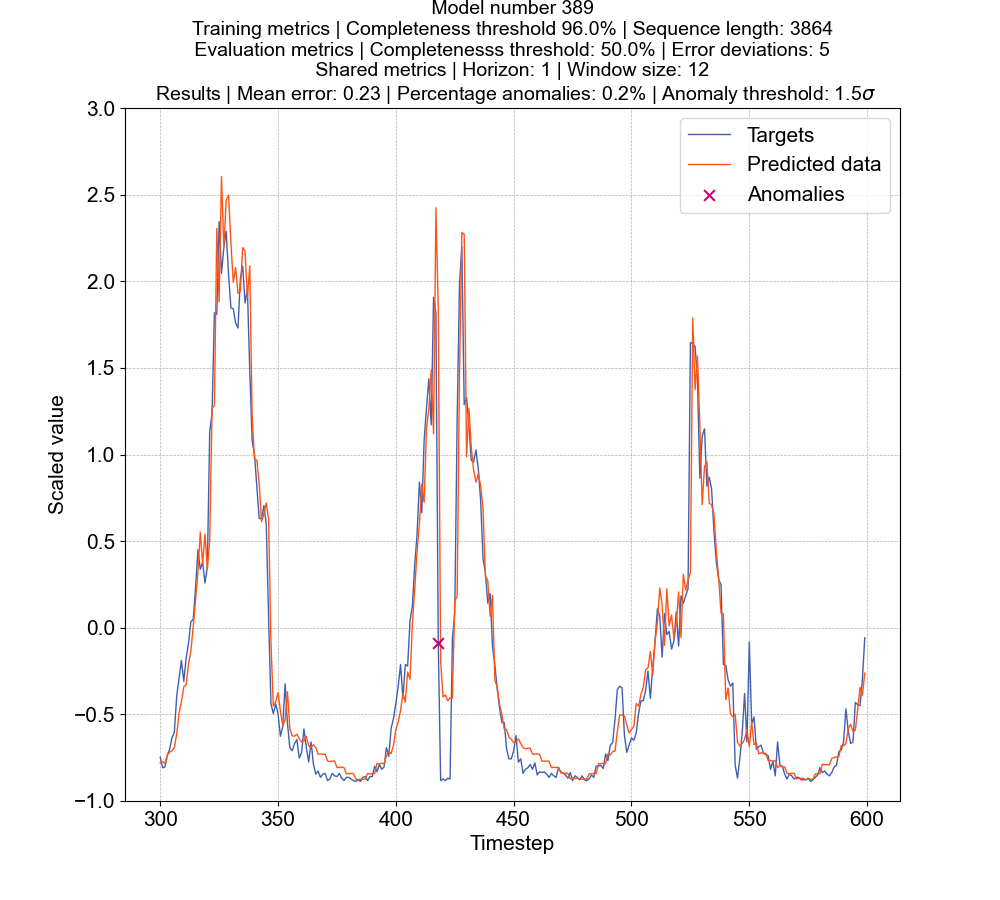 Model number 389
Training metrics | Completeness threshold 96.0% | Sequence length: 3864
Evaluation metrics | Completenesss threshold: 50.0% | Error deviations: 5
Shared metrics | Horizon: 1 | Window size: 12
Results | Mean error: 0.23 | Percentage anomalies: 0.2% | Anomaly threshold: 1.5σ
3.0
2.5
2.0
1.5
1.0
0.5
0.0
−0.5
−1.0
Scaled value
Targets
Predicted data
Anomalies
300 350 400 450 500 550 600
Timestep